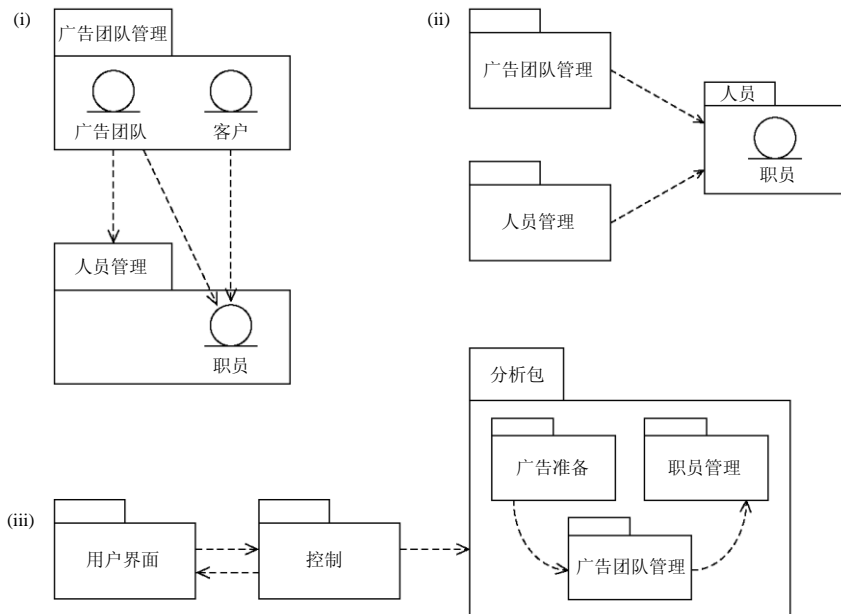 (i)
广告团队管理
广告团队
客户
人员管理
职员
(ii)
广告团队管理
人员
职员
人员管理
(iii)
用户界面
控制
分析包
广告准备
职员管理
广告团队管理